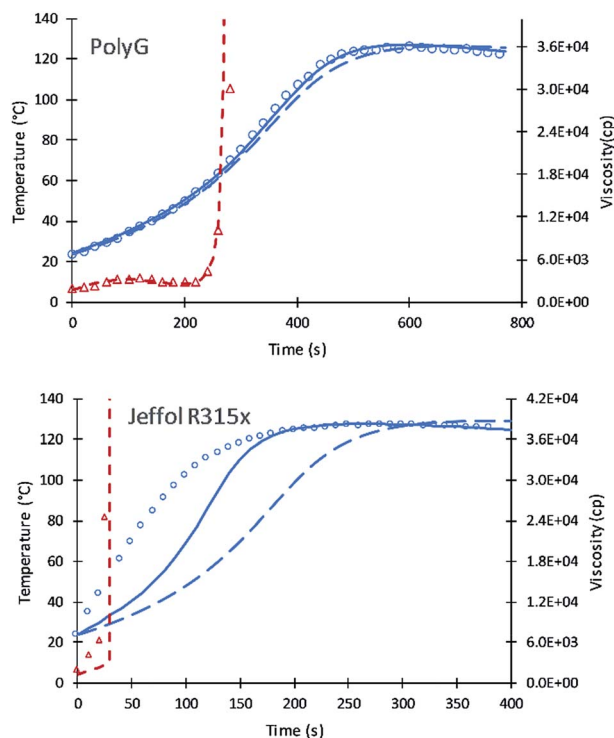 PolyG
140
120
100
80
60
40
20
0
Temperature (°C)
3.6E+04
3.0E+04
2.4E+04
1.8E+04
1.2E+04
6.0E+03
0.0E+00
Viscosity(cp)
0 200 400 600 800
Time (s)
Jeffol R315x
140
120
100
80
60
40
20
0
Temperature (°C)
4.2E+04
3.6E+04
3.0E+04
2.4E+04
1.8E+04
1.2E+04
6.0E+03
0.0E+00
Viscosity (cp)
0 50 100 150 200 250 300 350 400
Time (s)